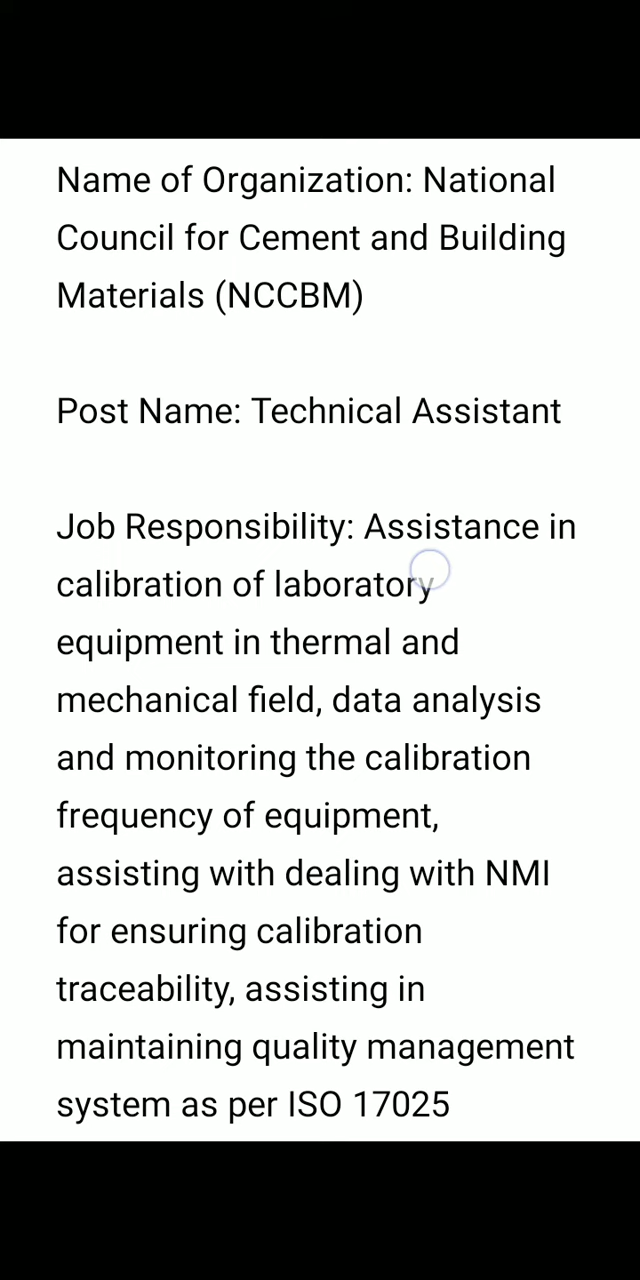 Name of Organization: National
Council for Cement and Building
Materials (NCCBM)
Post Name: Technical Assistant
Job Responsibility: Assistance in
calibration of laboratory
equipment in thermal and
mechanical field, data analysis
and monitoring the calibration
frequency of equipment,
assisting with dealing with NMI
for ensuring calibration
traceability, assisting in
maintaining quality management
system as per ISO 17025